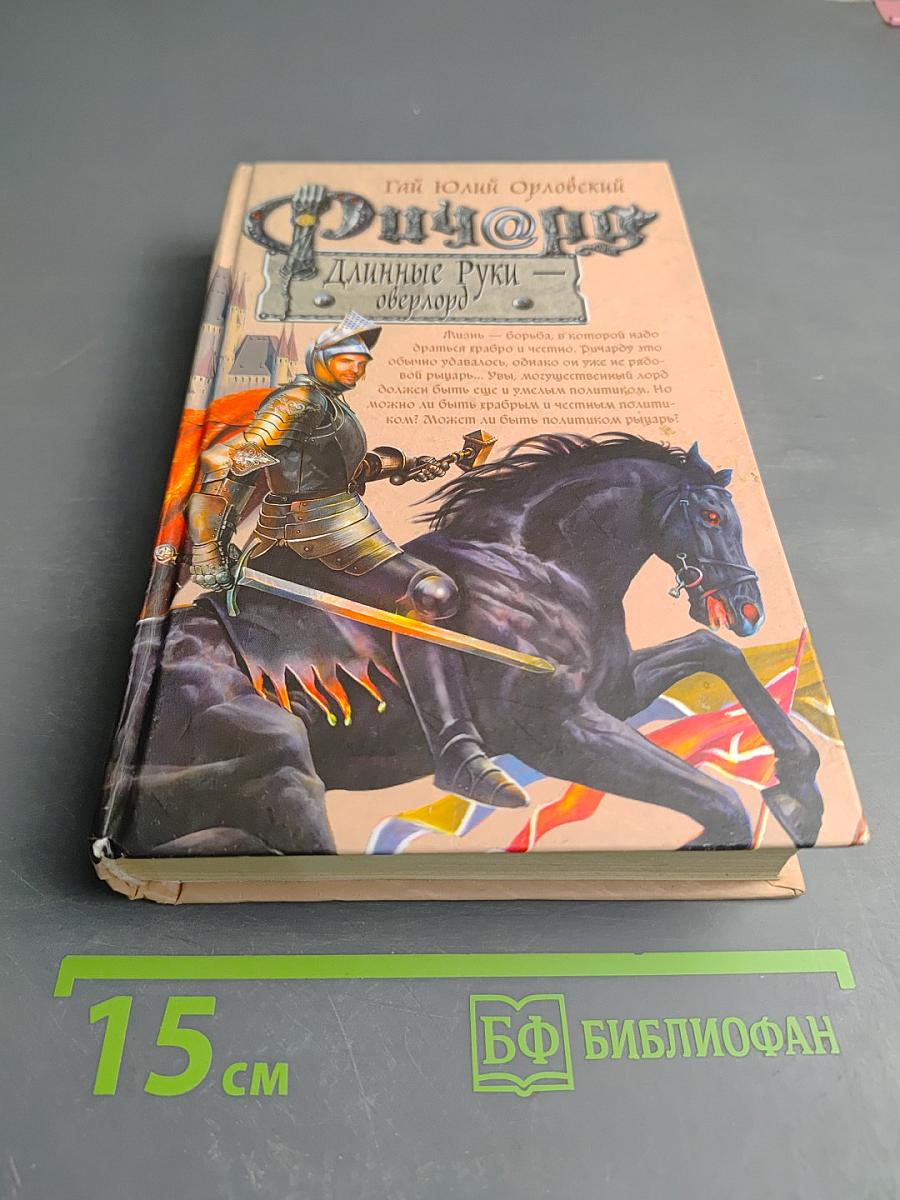 Гай Юлий Орловский
Рич@рд
Длинные Руки —
оверлорд
Жизнь — борьба, в которой надо
драться храбро и честно. Ричарду это
обычно удавалось, однако он уже не рядо-
вой рыцарь... Увы, могущественный лорд
должен быть еще и умелым политиком. Но
можно ли быть храбрым и честным полити-
ком? Может ли быть политиком рыцарь?
15 см
БФ БИБЛИОФАН